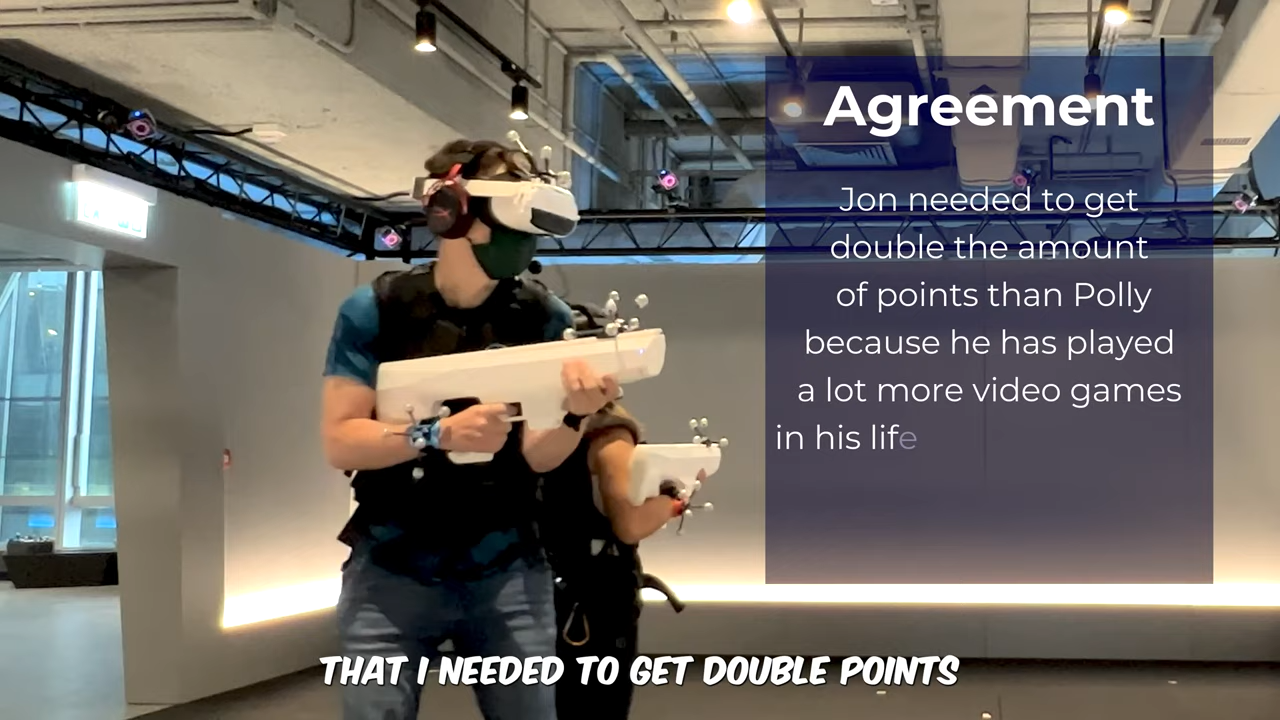 Agreement
Jon needed to get
double the amount
of points than Polly
because he has played
a lot more video games
in his life
THAT I NEEDED TO GET DOUBLE POINTS